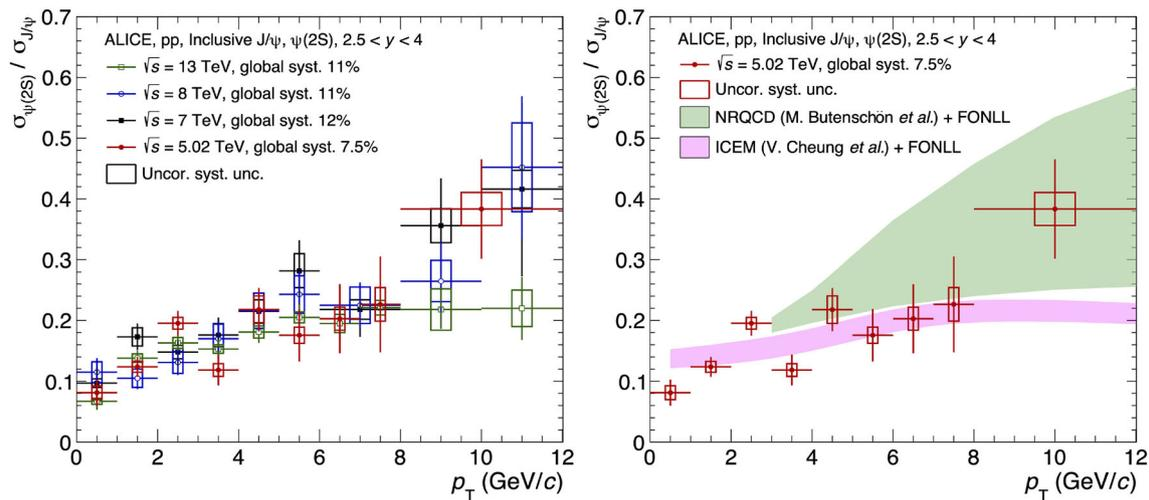 σψ(2S) / σJ/ψ
0.7
0.6
0.5
0.4
0.3
0.2
0.1
0
ALICE, pp, Inclusive J/ψ, ψ(2S), 2.5 < y < 4
√s = 13 TeV, global syst. 11%
√s = 8 TeV, global syst. 11%
√s = 7 TeV, global syst. 12%
√s = 5.02 TeV, global syst. 7.5%
Uncor. syst. unc.
0 2 4 6 8 10 12
pT (GeV/c)
σψ(2S) / σJ/ψ
0.7
0.6
0.5
0.4
0.3
0.2
0.1
0
ALICE, pp, Inclusive J/ψ, ψ(2S), 2.5 < y < 4
√s = 5.02 TeV, global syst. 7.5%
Uncor. syst. unc.
NRQCD (M. Butenschön et al.) + FONLL
ICEM (V. Cheung et al.) + FONLL
0 2 4 6 8 10 12
pT (GeV/c)